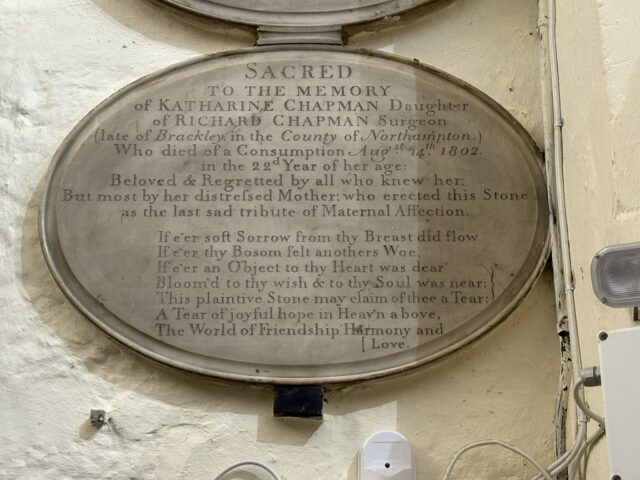 SACRED
TO THE MEMORY
of KATHARINE CHAPMAN Daughter
of RICHARD CHAPMAN Surgeon
(late of Brackley, in the County of Northampton.)
Who died of a Consumption Augst 14th 1802.
in the 22d Year of her age:
Beloved & Regretted by all who knew her;
But most by her distreſsed Mother; who erected this Stone
as the last sad tribute of Maternal Affection.
If e'er soft Sorrow from thy Breast did flow
If e'er thy Bosom felt anothers Woe,
If e'er an Object to thy Heart was dear
Bloom'd to thy wish & to thy Soul was near;
This plaintive Stone may claim of thee a Tear:
A Tear of joyful hope in Heav'n above,
The World of Friendship Harmony and
[Love.